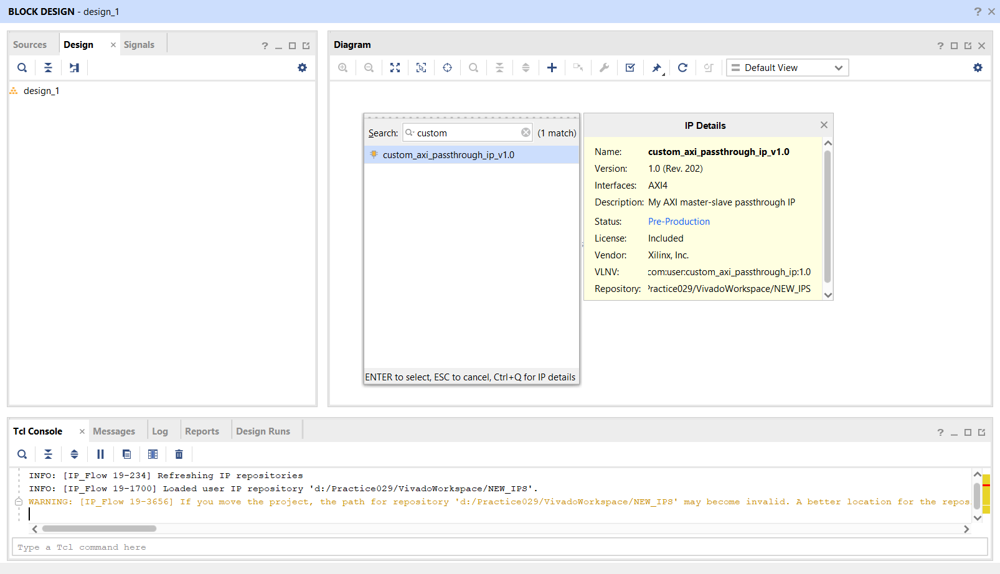 BLOCK DESIGN - design_1
Sources Design Signals
design_1
Diagram
Default View
Search: custom (1 match)
custom_axi_passthrough_ip_v1.0
ENTER to select, ESC to cancel, Ctrl+Q for IP details
IP Details
Name: custom_axi_passthrough_ip_v1.0
Version: 1.0 (Rev. 202)
Interfaces: AXI4
Description: My AXI master-slave passthrough IP
Status: Pre-Production
License: Included
Vendor: Xilinx, Inc.
VLNV: com:user:custom_axi_passthrough_ip:1.0
Repository: Practice029/VivadoWorkspace/NEW_IPS
Tcl Console Messages Log Reports Design Runs
INFO: [IP_Flow 19-234] Refreshing IP repositories
INFO: [IP_Flow 19-1700] Loaded user IP repository 'd:/Practice029/VivadoWorkspace/NEW_IPS'.
WARNING: [IP_Flow 19-3656] If you move the project, the path for repository 'd:/Practice029/VivadoWorkspace/NEW_IPS' may become invalid. A better location for the repos
Type a Tcl command here